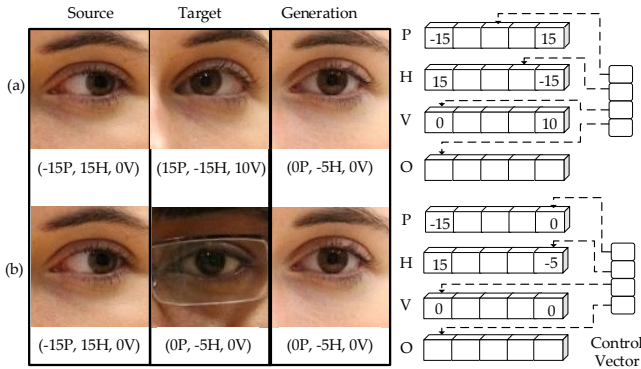 Source Target Generation
(a)
(-15P, 15H, 0V) (15P, -15H, 10V) (0P, -5H, 0V)
(b)
(-15P, 15H, 0V) (0P, -5H, 0V) (0P, -5H, 0V)
P -15 15
H 15 -15
V 0 10
O
P -15 0
H 15 -5
V 0 0
O
Control
Vector